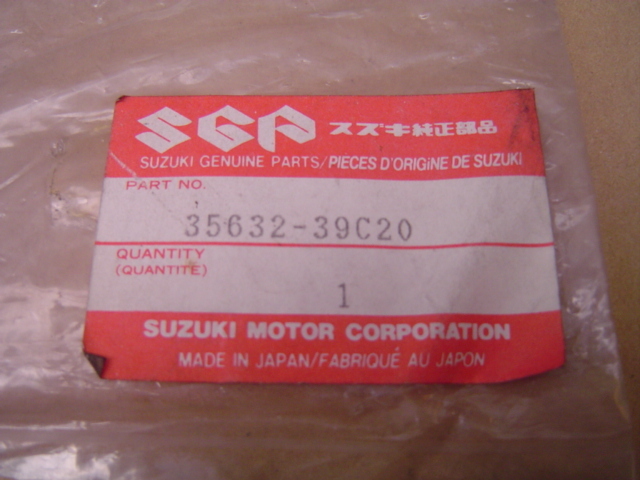 SGP スズキ純正部品
SUZUKI GENUINE PARTS/PIECES D'ORIGINE DE SUZUKI
PART NO.
35632-39C20
QUANTITY
(QUANTITE)
1
SUZUKI MOTOR CORPORATION
MADE IN JAPAN/FABRIQUÉ AU JAPON